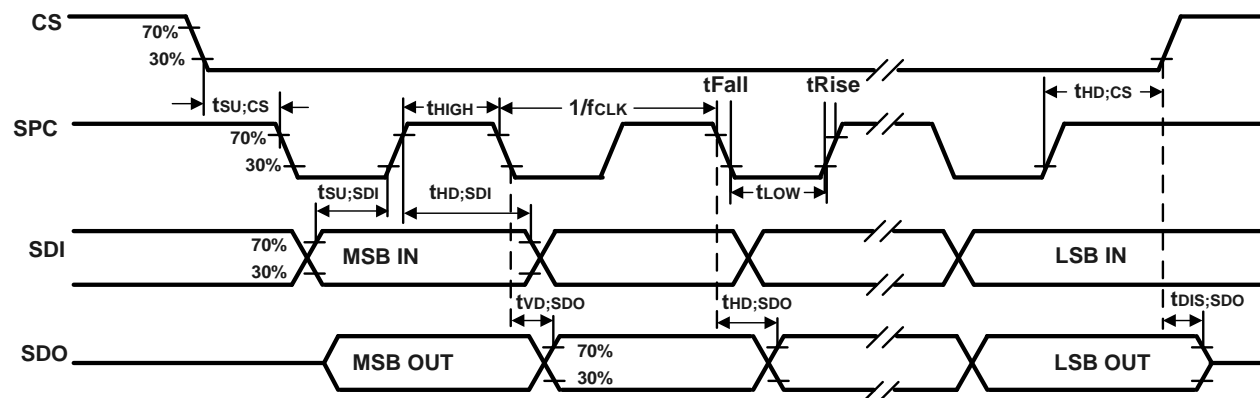 CS
70%
30%
tFall
tRise
tSU;CS
tHIGH
1/fCLK
tHD;CS
SPC
70%
30%
tSU;SDI
tHD;SDI
tLOW
SDI
70%
30%
MSB IN
LSB IN
tVD;SDO
tHD;SDO
tDIS;SDO
SDO
MSB OUT
70%
30%
LSB OUT